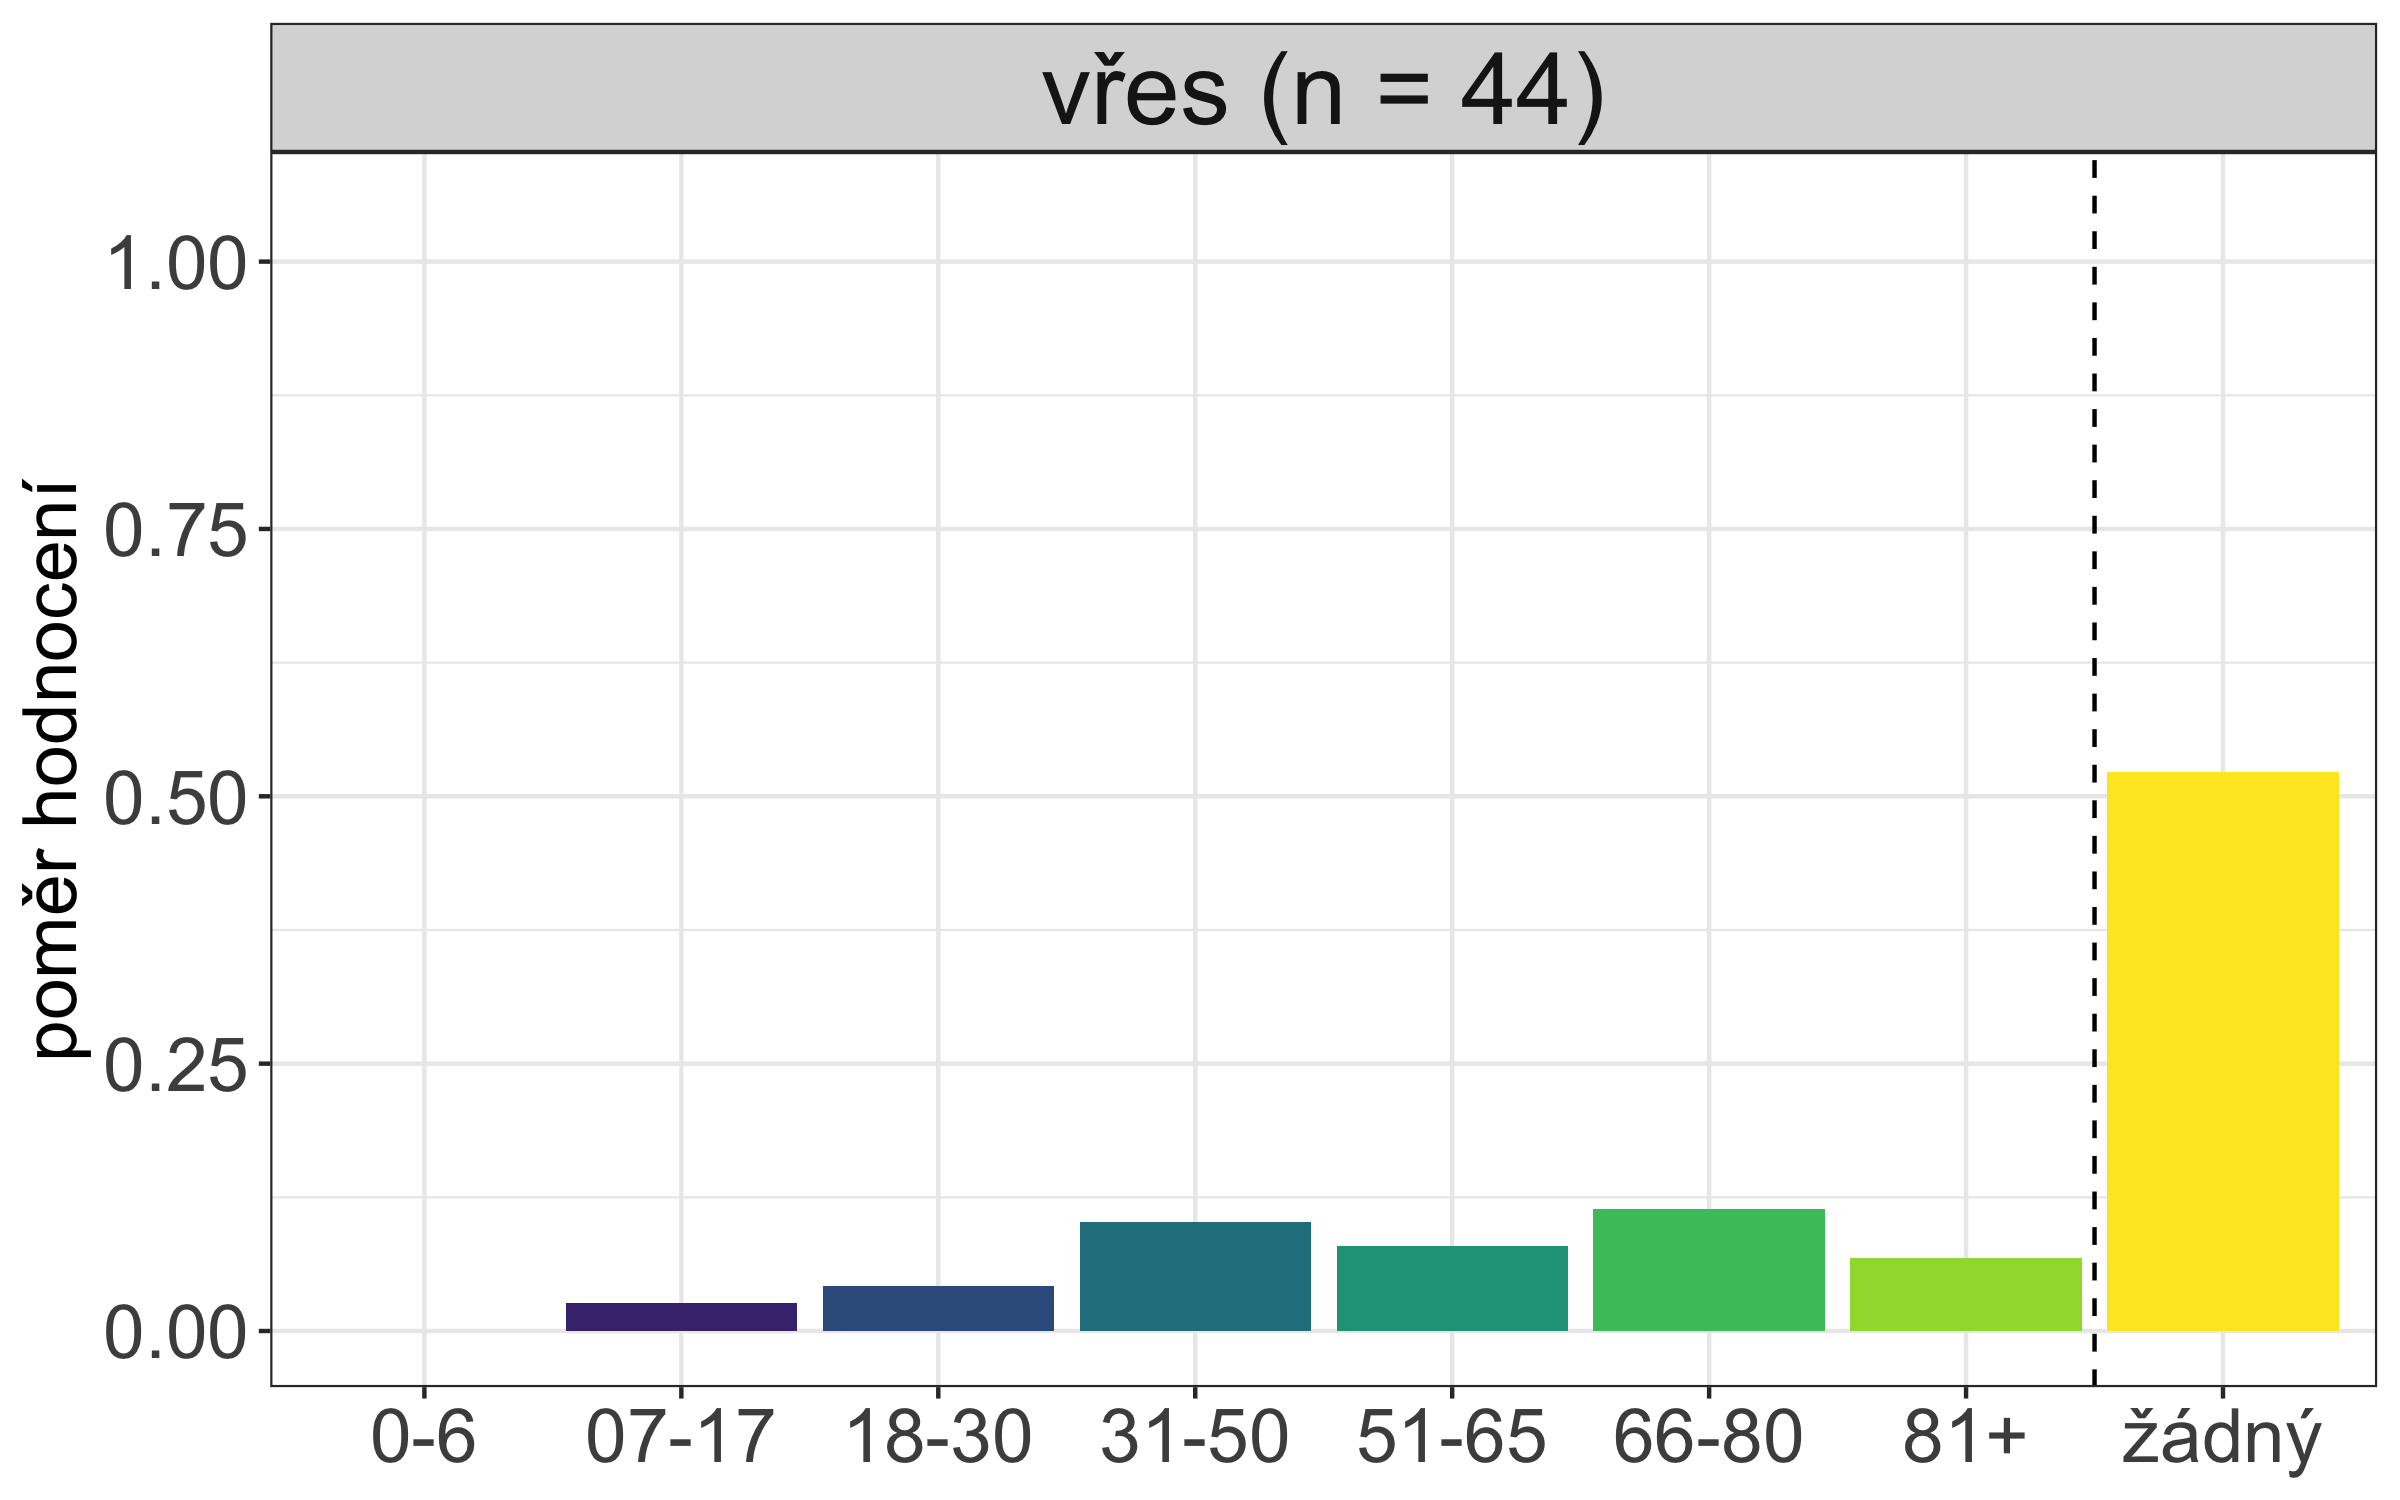 vřes (n = 44)
poměr hodnocení
1.00
0.75
0.50
0.25
0.00
0-6 07-17 18-30 31-50 51-65 66-80 81+ žádný